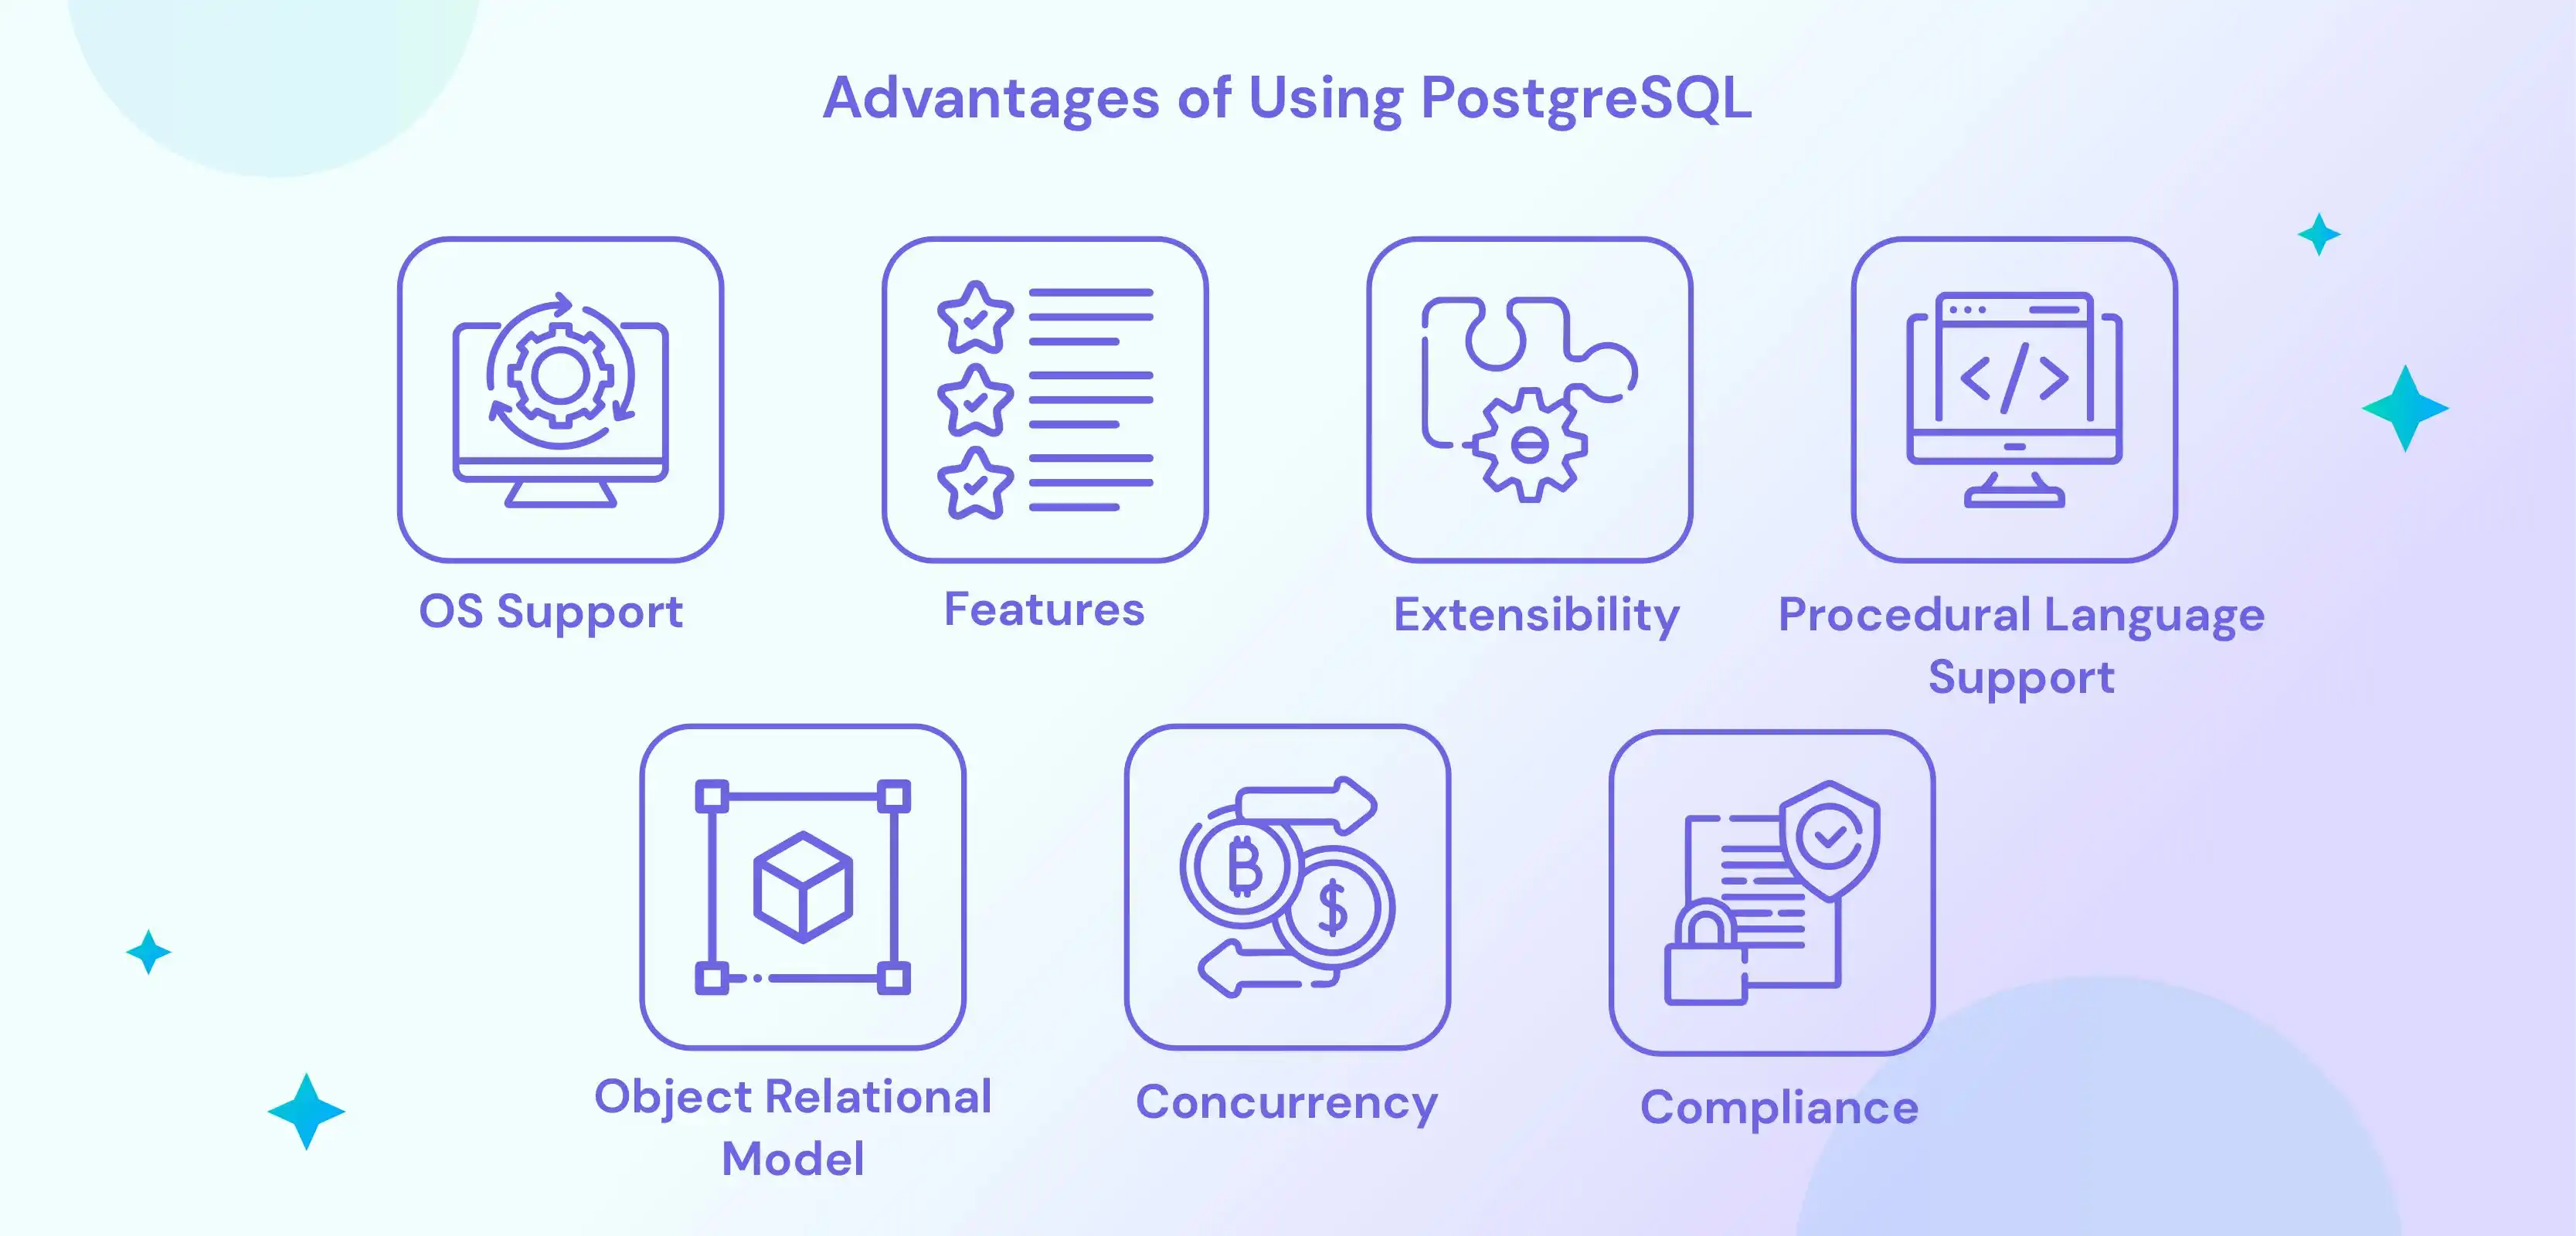 Advantages of Using PostgreSQL
OS Support
Features
Extensibility
Procedural Language
Support
Object Relational
Model
Concurrency
Compliance